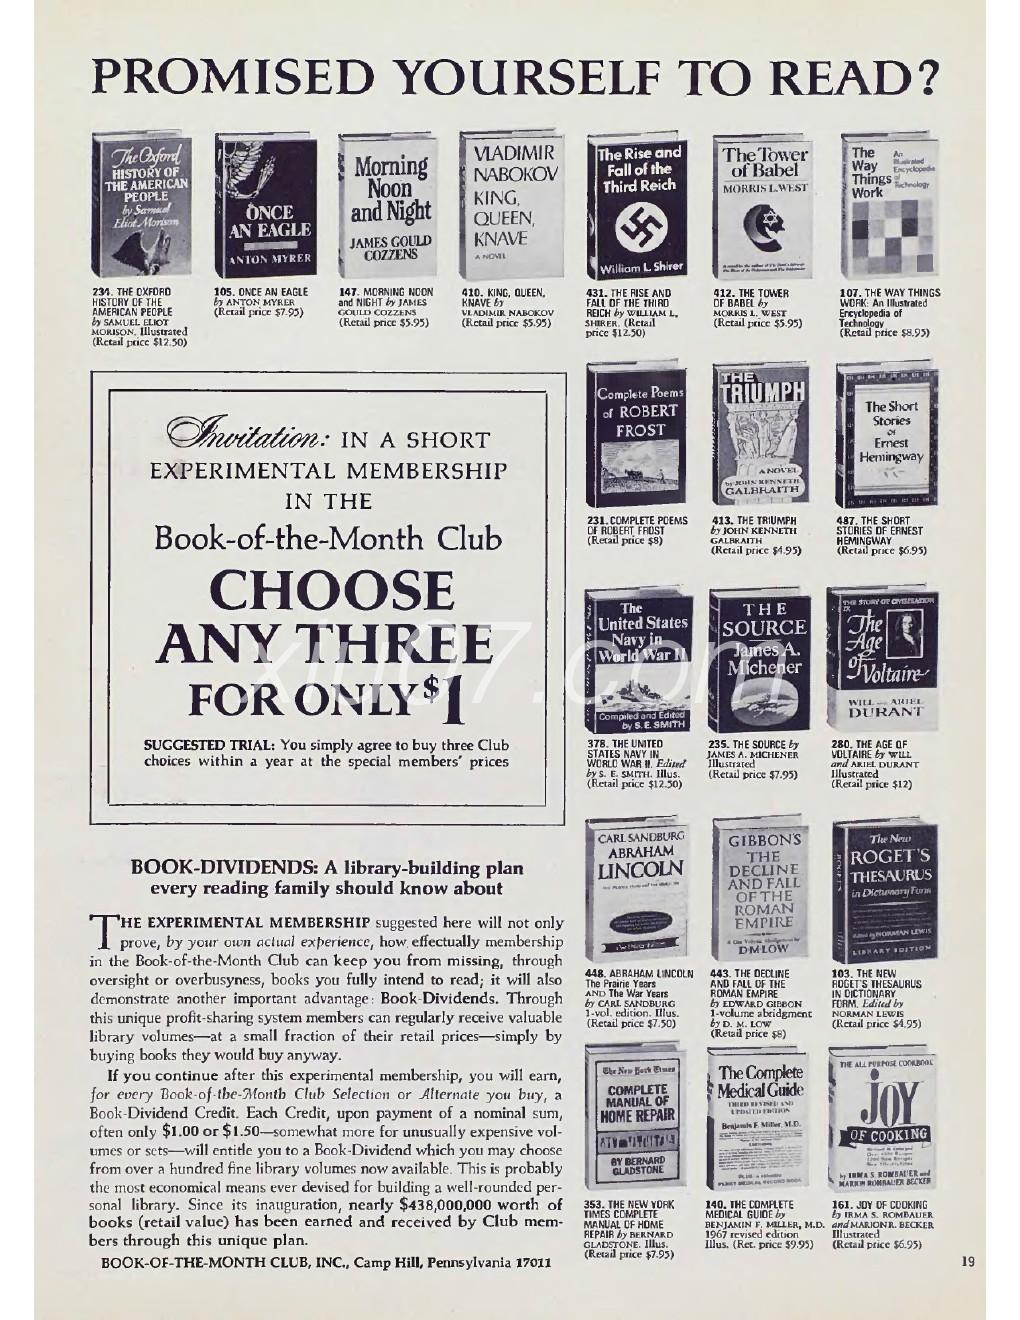 PROMISED YOURSELF TO READ?
The Oxford
HISTORY OF
THE AMERICAN
PEOPLE
by Samuel
Eliot Morison
ONCE
AN EAGLE
ANTON MYRER
Morning
Noon
and Night
JAMES GOULD
COZZENS
VLADIMIR
NABOKOV
KING,
QUEEN,
KNAVE
A NOVEL
The Rise and
Fall of the
Third Reich
William L. Shirer
The Tower
of Babel
MORRIS L. WEST
The
Way
Things
Work
An
Illustrated
Encyclopedia
of
Technology
234. THE OXFORD
HISTORY OF THE
AMERICAN PEOPLE
by SAMUEL ELIOT
MORISON. Illustrated
(Retail price $12.50)
105. ONCE AN EAGLE
by ANTON MYRER
(Retail price $7.95)
147. MORNING NOON
and NIGHT by JAMES
GOULD COZZENS
(Retail price $5.95)
410. KING, QUEEN,
KNAVE by
VLADIMIR NABOKOV
(Retail price $5.95)
431. THE RISE AND
FALL OF THE THIRD
REICH by WILLIAM L,
SHIRER. (Retail
price $12.50)
412. THE TOWER
OF BABEL by
MORRIS L. WEST
(Retail price $5.95)
107. THE WAY THINGS
WORK: An Illustrated
Encyclopedia of
Technology
(Retail price $8.95)
Invitation: IN A SHORT
EXPERIMENTAL MEMBERSHIP
IN THE
Book-of-the-Month Club
CHOOSE
ANY THREE
FOR ONLY $1
SUGGESTED TRIAL: You simply agree to buy three Club
choices within a year at the special members' prices
xiu07.com
Complete Poems
of ROBERT
FROST
THE
TRIUMPH
A NOVEL
by JOHN KENNETH
GALBRAITH
The Short
Stories
of
Ernest
Hemingway
231. COMPLETE POEMS
OF ROBERT FROST
(Retail price $8)
413. THE TRIUMPH
by JOHN KENNETH
GALBRAITH
(Retail price $4.95)
487. THE SHORT
STORIES OF ERNEST
HEMINGWAY
(Retail price $6.95)
The
United States
Navy in
World War II
Compiled and Edited
by S. E. SMITH
THE
SOURCE
James A.
Michener
THE STORY OF CIVILIZATION
IX
The
Age
of
Voltaire
WILL and ARIEL
DURANT
378. THE UNITED
STATES NAVY IN
WORLD WAR II. Edited
by S. E. SMITH. Illus.
(Retail price $12.50)
235. THE SOURCE by
JAMES A. MICHENER
Illustrated
(Retail price $7.95)
280. THE AGE OF
VOLTAIRE by WILL
and ARIEL DURANT
Illustrated
(Retail price $12)
CARL SANDBURG
ABRAHAM
LINCOLN
GIBBON'S
THE
DECLINE
AND FALL
OF THE
ROMAN
EMPIRE
D·M·LOW
The New
ROGET'S
THESAURUS
in Dictionary Form
Edited by NORMAN LEWIS
LIBRARY EDITION
448. ABRAHAM LINCOLN
The Prairie Years
AND The War Years
by CARL SANDBURG
1-vol. edition. Illus.
(Retail price $7.50)
443. THE DECLINE
AND FALL OF THE
ROMAN EMPIRE
by EDWARD GIBBON
1-volume abridgment
by D. M. LOW
(Retail price $8)
103. THE NEW
ROGET'S THESAURUS
IN DICTIONARY
FORM. Edited by
NORMAN LEWIS
(Retail price $4.95)
The New York Times
COMPLETE
MANUAL OF
HOME REPAIR
BY BERNARD
GLADSTONE
The Complete
Medical Guide
THIRD REVISED AND
UPDATED EDITION
Benjamin F. Miller, M.D.
THE ALL PURPOSE COOKBOOK
JOY
OF COOKING
by IRMA S. ROMBAUER and
MARION ROMBAUER BECKER
353. THE NEW YORK
TIMES COMPLETE
MANUAL OF HOME
REPAIR by BERNARD
GLADSTONE. Illus.
(Retail price $7.95)
140. THE COMPLETE
MEDICAL GUIDE by
BENJAMIN F. MILLER, M.D.
1967 revised edition
Illus. (Ret. price $9.95)
161. JOY OF COOKING
by IRMA S. ROMBAUER
and MARION R. BECKER
Illustrated
(Retail price $6.95)
BOOK-DIVIDENDS: A library-building plan
every reading family should know about
THE EXPERIMENTAL MEMBERSHIP suggested here will not only
prove, by your own actual experience, how effectually membership
in the Book-of-the-Month Club can keep you from missing, through
oversight or overbusyness, books you fully intend to read; it will also
demonstrate another important advantage: Book-Dividends. Through
this unique profit-sharing system members can regularly receive valuable
library volumes—at a small fraction of their retail prices—simply by
buying books they would buy anyway.
If you continue after this experimental membership, you will earn,
for every Book-of-the-Month Club Selection or Alternate you buy, a
Book-Dividend Credit. Each Credit, upon payment of a nominal sum,
often only $1.00 or $1.50—somewhat more for unusually expensive vol-
umes or sets—will entitle you to a Book-Dividend which you may choose
from over a hundred fine library volumes now available. This is probably
the most economical means ever devised for building a well-rounded per-
sonal library. Since its inauguration, nearly $438,000,000 worth of
books (retail value) has been earned and received by Club mem-
bers through this unique plan.
BOOK-OF-THE-MONTH CLUB, INC., Camp Hill, Pennsylvania 17011
19